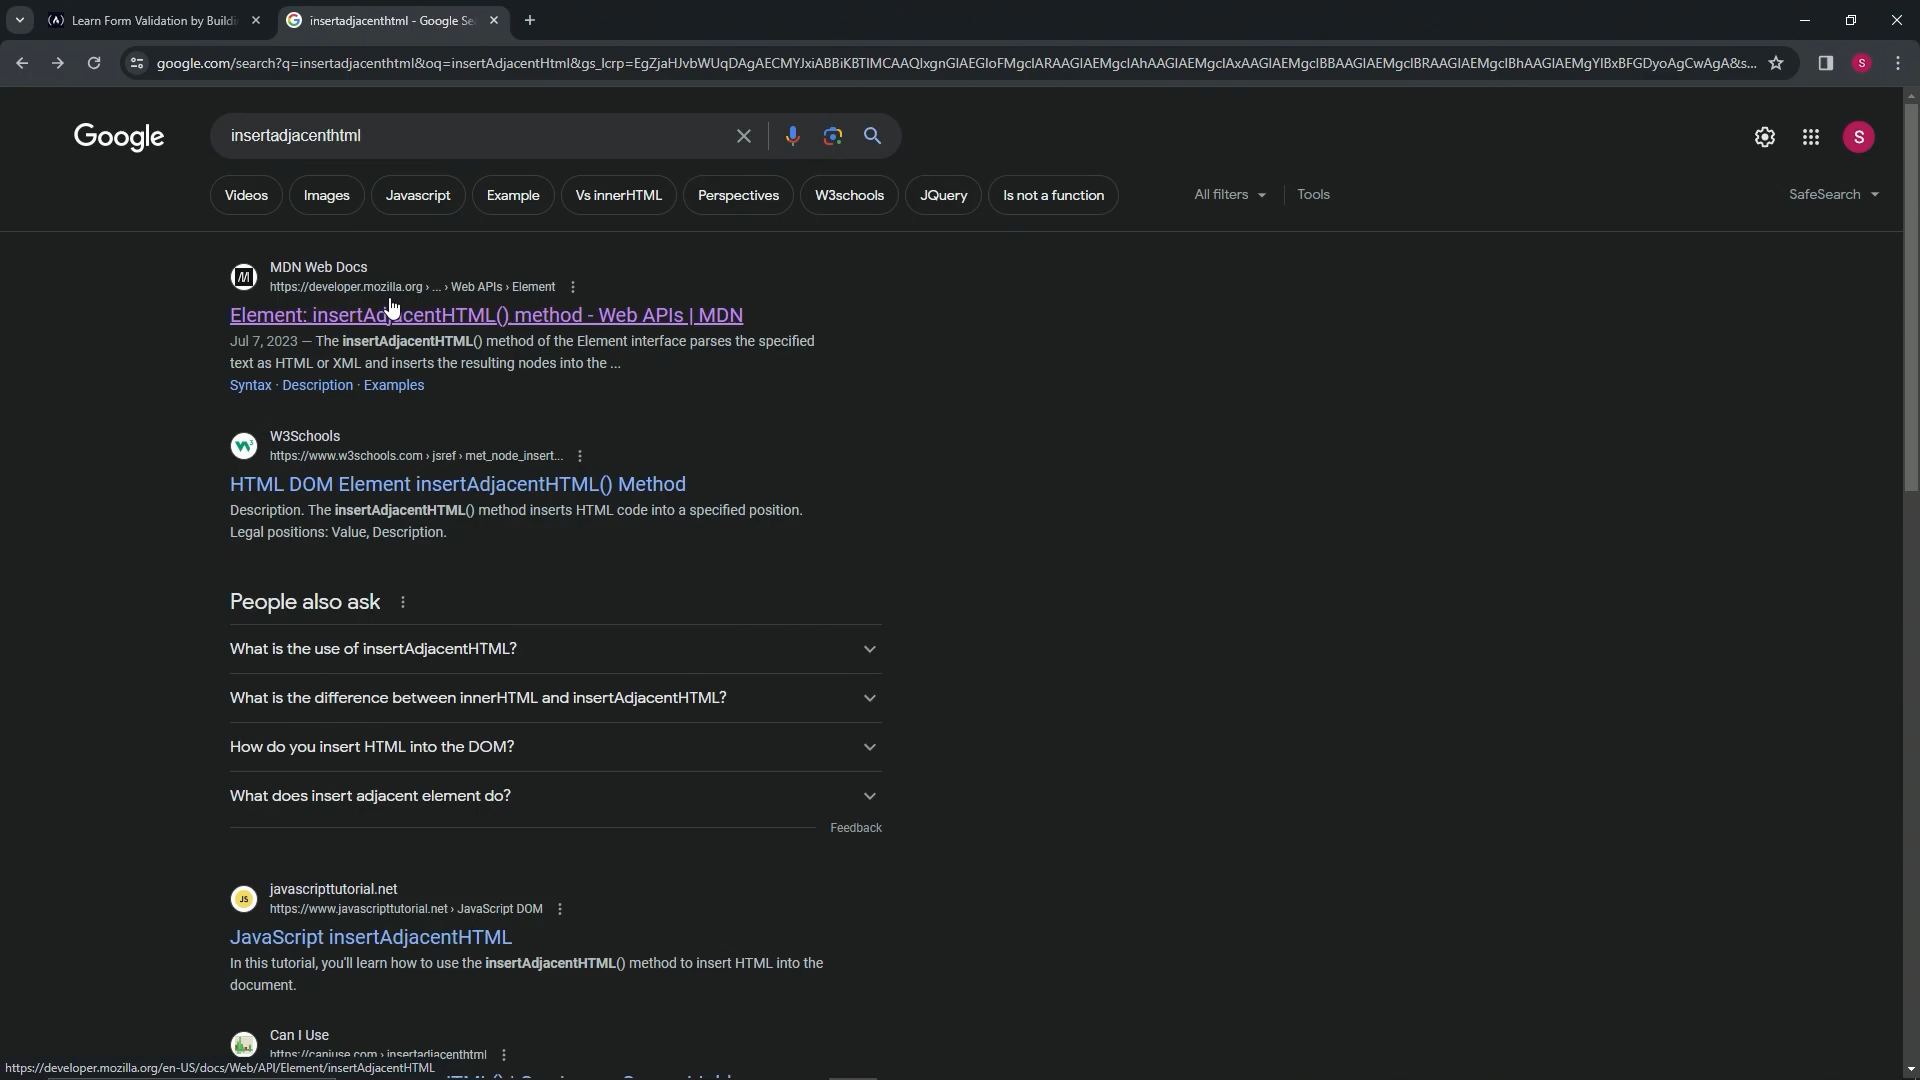 Learn Form Validation by Buildi
insertadjacenthtml - Google Se
google.com/search?q=insertadjacenthtml&oq=insertAdjacentHtml&gs_lcrp=EgZjaHJvbWUqDAgAECMYJxiABBiKBTIMCAAQIxgnGIAEGIoFMgcIARAAGIAEMgcIAhAAGIAEMgcIAxAAGIAEMgcIBBAAGIAEMgcIBRAAGIAEMgcIBhAAGIAEMgYIBxBFGDyoAgCwAgA&s...
S
Google
insertadjacenthtml
S
Videos
Images
Javascript
Example
Vs innerHTML
Perspectives
W3schools
JQuery
Is not a function
All filters
Tools
SafeSearch
MDN Web Docs
https://developer.mozilla.org › ... › Web APIs › Element
Element: insertAdjacentHTML() method - Web APIs | MDN
Jul 7, 2023 — The insertAdjacentHTML() method of the Element interface parses the specified
text as HTML or XML and inserts the resulting nodes into the ...
Syntax · Description · Examples
W3Schools
https://www.w3schools.com › jsref › met_node_insert...
HTML DOM Element insertAdjacentHTML() Method
Description. The insertAdjacentHTML() method inserts HTML code into a specified position.
Legal positions: Value, Description.
People also ask
What is the use of insertAdjacentHTML?
What is the difference between innerHTML and insertAdjacentHTML?
How do you insert HTML into the DOM?
What does insert adjacent element do?
Feedback
JS
javascripttutorial.net
https://www.javascripttutorial.net › JavaScript DOM
JavaScript insertAdjacentHTML
In this tutorial, you'll learn how to use the insertAdjacentHTML() method to insert HTML into the
document.
Can I Use
https://caniuse.com › insertadjacenthtml
https://developer.mozilla.org/en-US/docs/Web/API/Element/insertAdjacentHTML